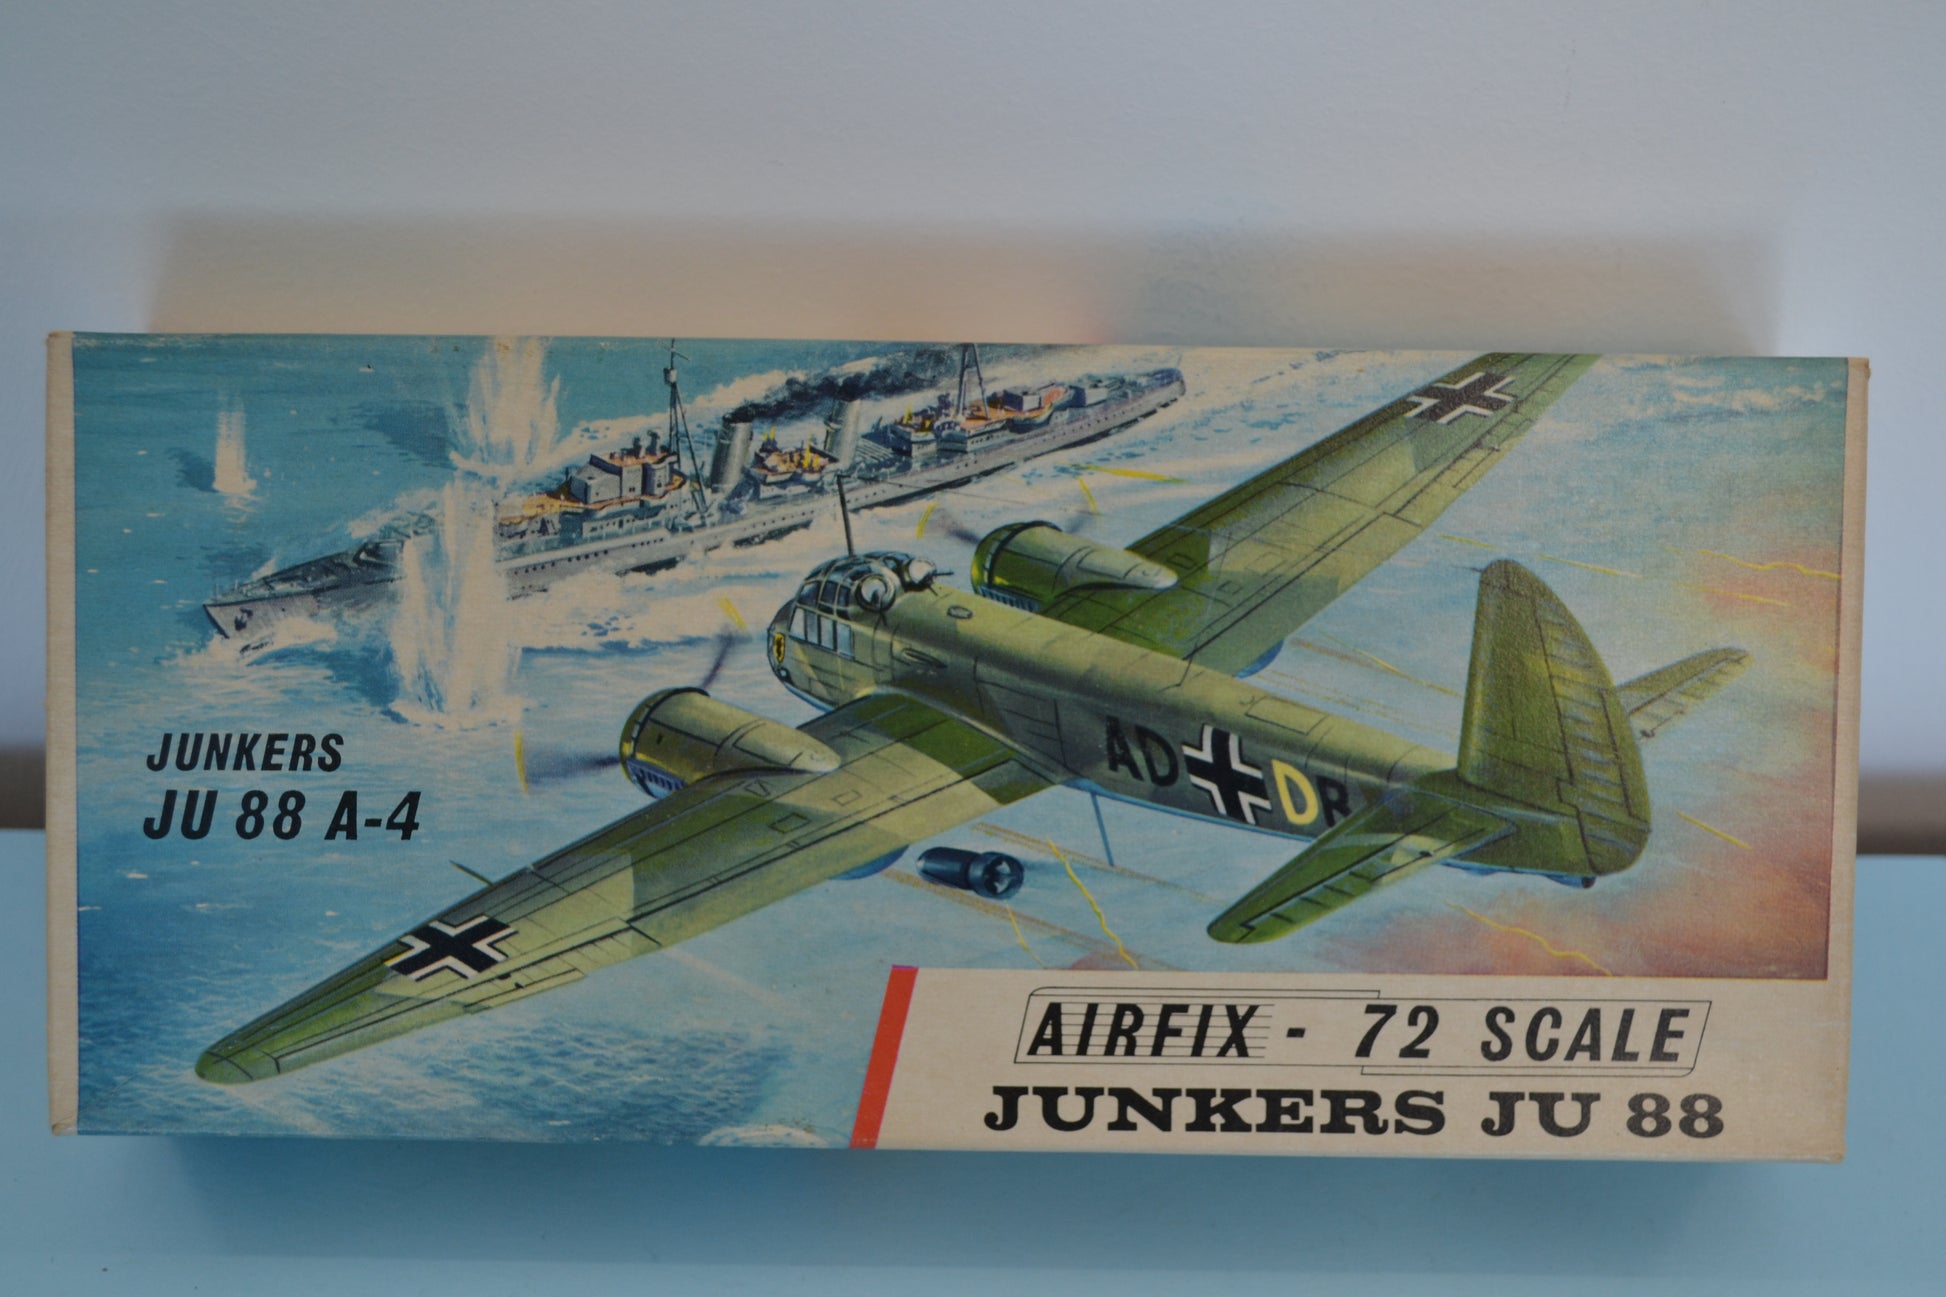 JUNKERS
JU 88 A-4
AD DR
AIRFIX - 72 SCALE
JUNKERS JU 88